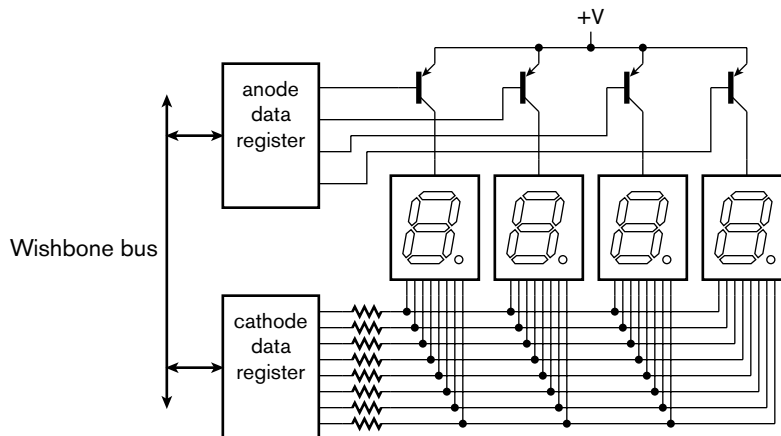 +V
anode
data
register
Wishbone bus
cathode
data
register